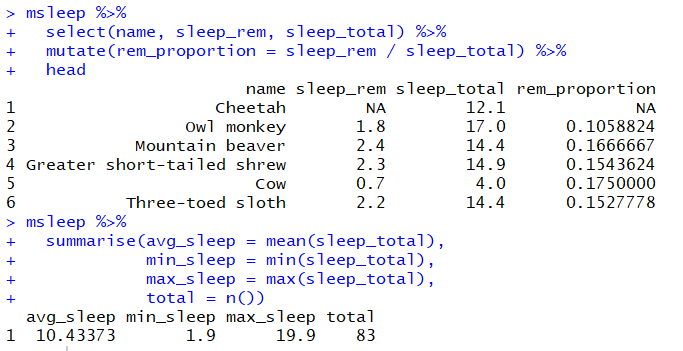 > msleep %>%
+   select(name, sleep_rem, sleep_total) %>%
+   mutate(rem_proportion = sleep_rem / sleep_total) %>%
+   head
                        name sleep_rem sleep_total rem_proportion
1                    Cheetah        NA        12.1             NA
2                 Owl monkey       1.8        17.0      0.1058824
3            Mountain beaver       2.4        14.4      0.1666667
4 Greater short-tailed shrew       2.3        14.9      0.1543624
5                        Cow       0.7         4.0      0.1750000
6           Three-toed sloth       2.2        14.4      0.1527778
> msleep %>%
+   summarise(avg_sleep = mean(sleep_total),
+             min_sleep = min(sleep_total),
+             max_sleep = max(sleep_total),
+             total = n())
  avg_sleep min_sleep max_sleep total
1  10.43373       1.9      19.9    83